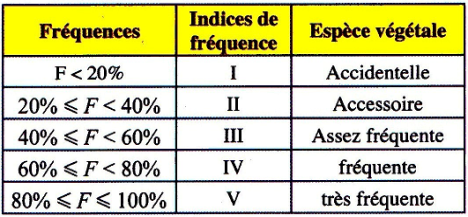 Fréquences | Indices de fréquence | Espèce végétale
F < 20% | I | Accidentelle
20% ⩽ F < 40% | II | Accessoire
40% ⩽ F < 60% | III | Assez fréquente
60% ⩽ F < 80% | IV | fréquente
80% ⩽ F ⩽ 100% | V | très fréquente